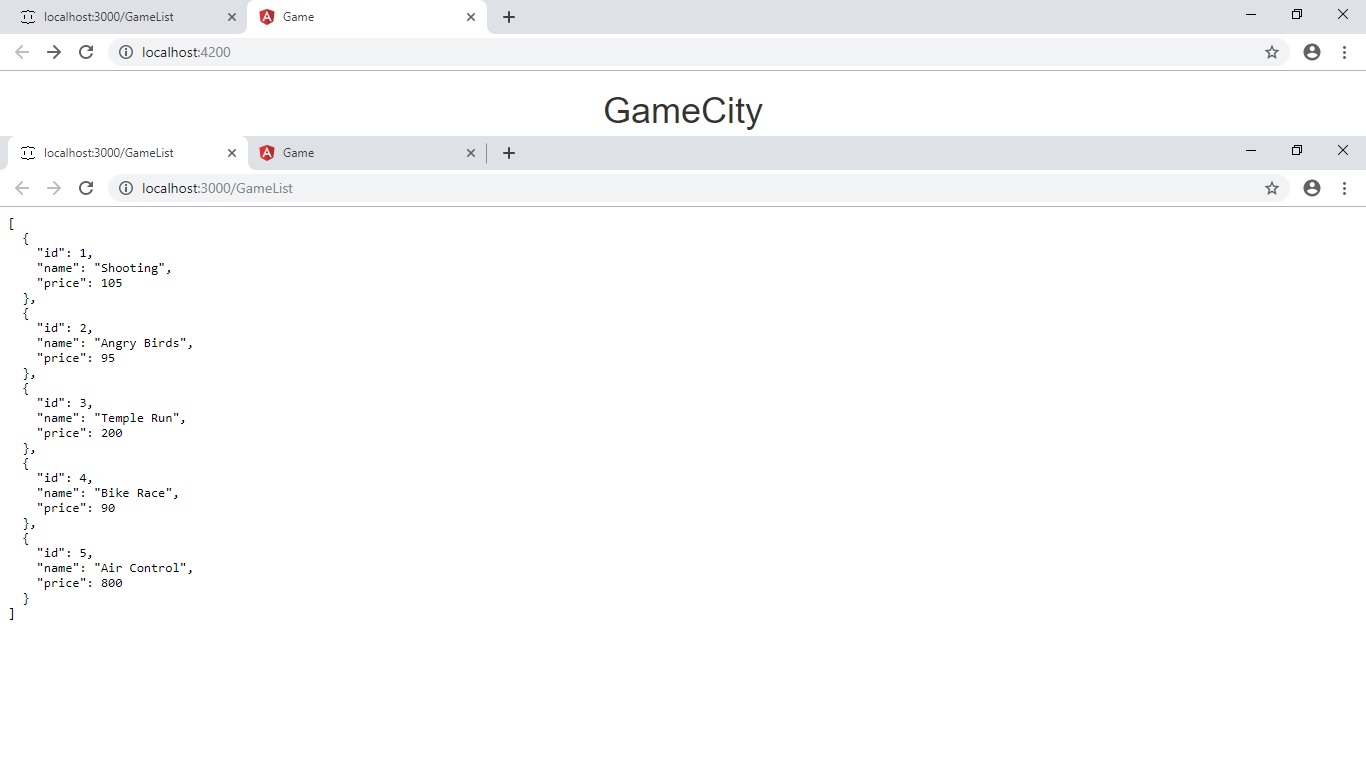 localhost:3000/GameList
Game
localhost:4200
GameCity
localhost:3000/GameList
Game
localhost:3000/GameList
[
  {
    "id": 1,
    "name": "Shooting",
    "price": 105
  },
  {
    "id": 2,
    "name": "Angry Birds",
    "price": 95
  },
  {
    "id": 3,
    "name": "Temple Run",
    "price": 200
  },
  {
    "id": 4,
    "name": "Bike Race",
    "price": 90
  },
  {
    "id": 5,
    "name": "Air Control",
    "price": 800
  }
]